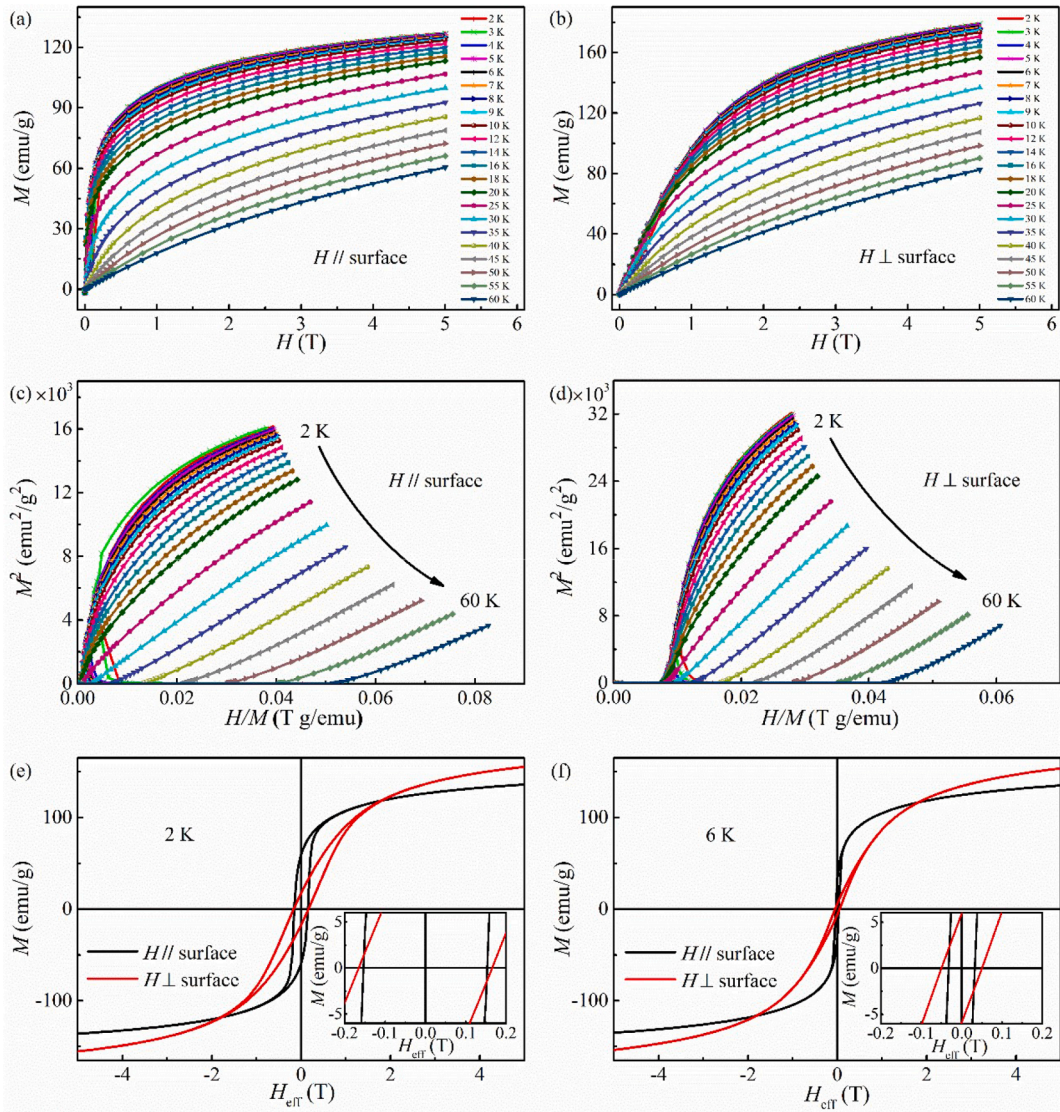 (a)
M (emu/g)
120
90
60
30
0
0 1 2 3 4 5 6
H (T)
H // surface
2 K
3 K
4 K
5 K
6 K
7 K
8 K
9 K
10 K
12 K
14 K
16 K
18 K
20 K
25 K
30 K
35 K
40 K
45 K
50 K
55 K
60 K
(b)
M (emu/g)
160
120
80
40
0
0 1 2 3 4 5 6
H (T)
H ⊥ surface
2 K
3 K
4 K
5 K
6 K
7 K
8 K
9 K
10 K
12 K
14 K
16 K
18 K
20 K
25 K
30 K
35 K
40 K
45 K
50 K
55 K
60 K
(c) ×10³
M² (emu²/g²)
16
12
8
4
0
0.00 0.02 0.04 0.06 0.08
H/M (T g/emu)
2 K
H // surface
60 K
(d) ×10³
M² (emu²/g²)
32
24
16
8
0
0.00 0.02 0.04 0.06
H/M (T g/emu)
2 K
H ⊥ surface
60 K
(e)
M (emu/g)
100
0
-100
-4 -2 0 2 4
H_eff (T)
2 K
H // surface
H ⊥ surface
M (emu/g)
5
0
-5
-0.2 -0.1 0.0 0.1 0.2
H_eff (T)
(f)
M (emu/g)
100
0
-100
-4 -2 0 2 4
H_eff (T)
6 K
H // surface
H ⊥ surface
M (emu/g)
5
0
-5
-0.2 -0.1 0.0 0.1 0.2
H_eff (T)